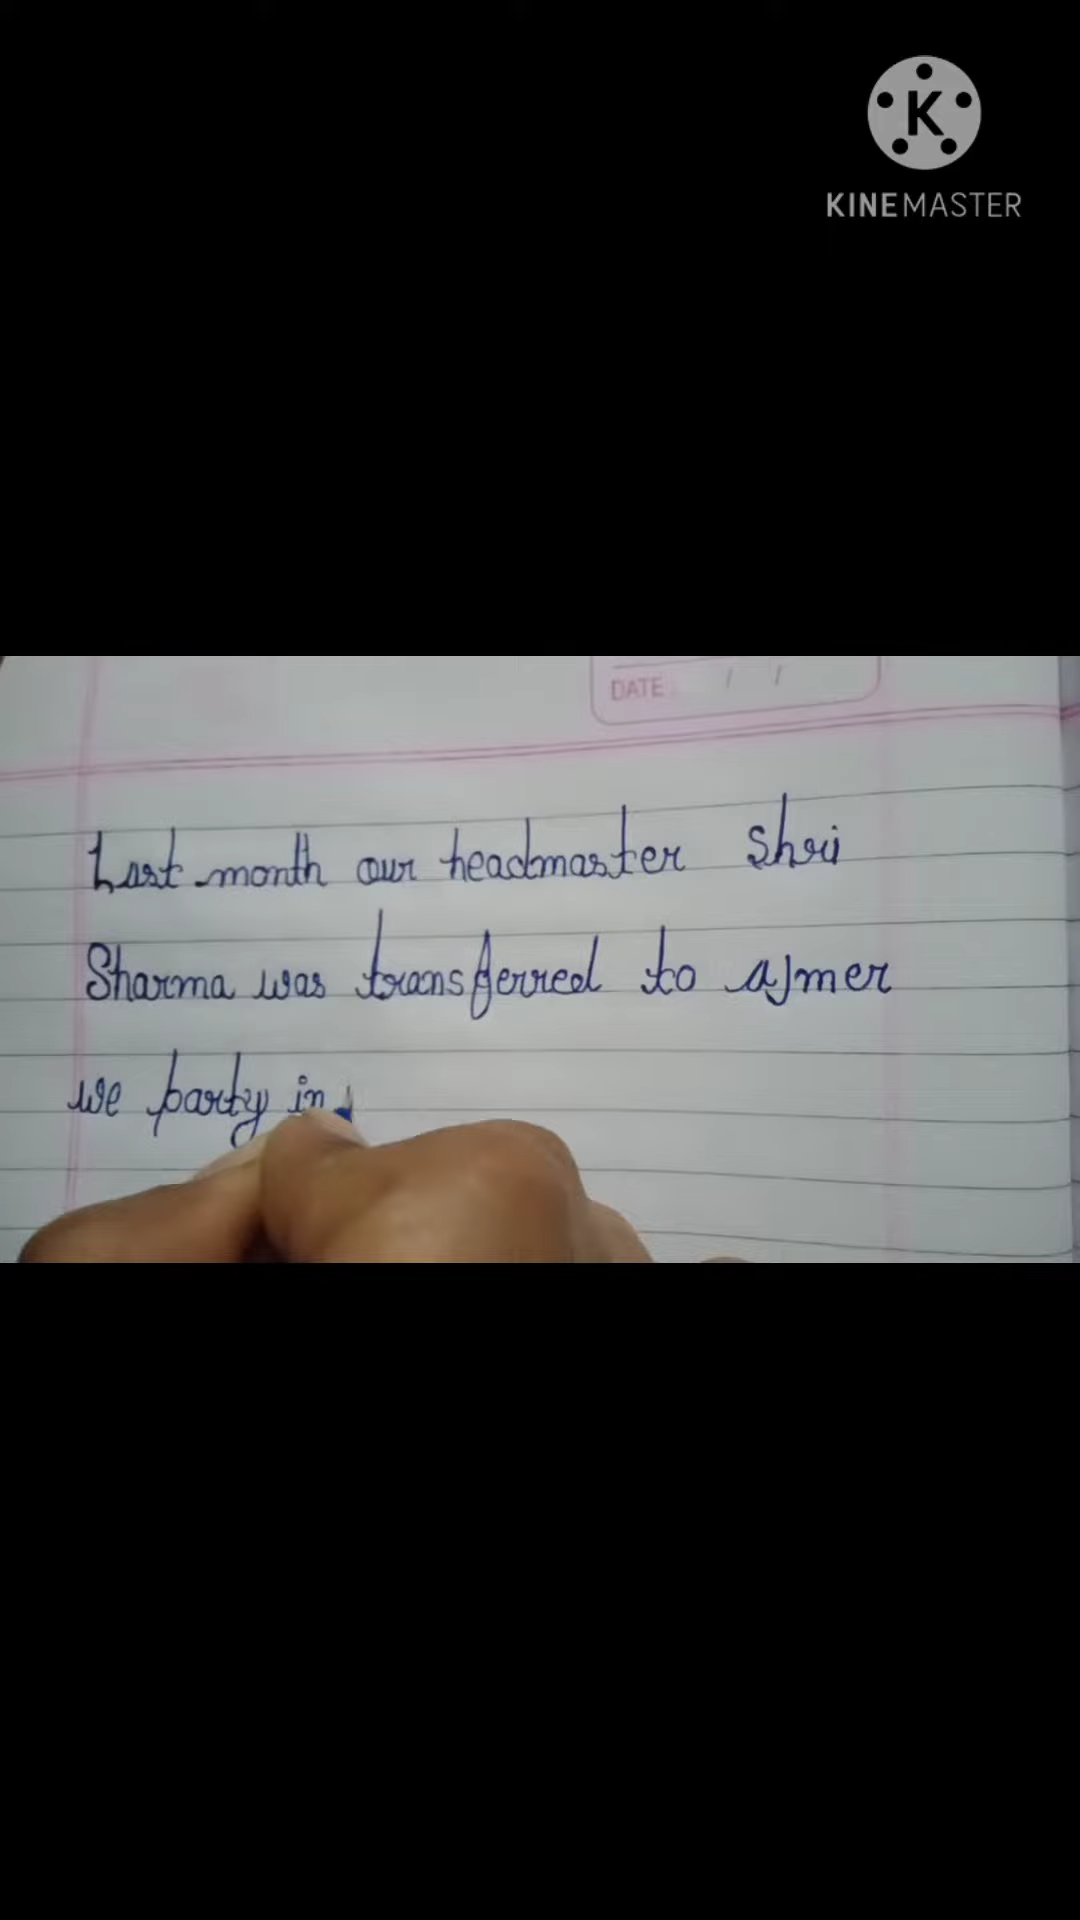 K
KINEMASTER
DATE / /
Last month our headmaster Shri
Sharma was transferred to ajmer
we party in